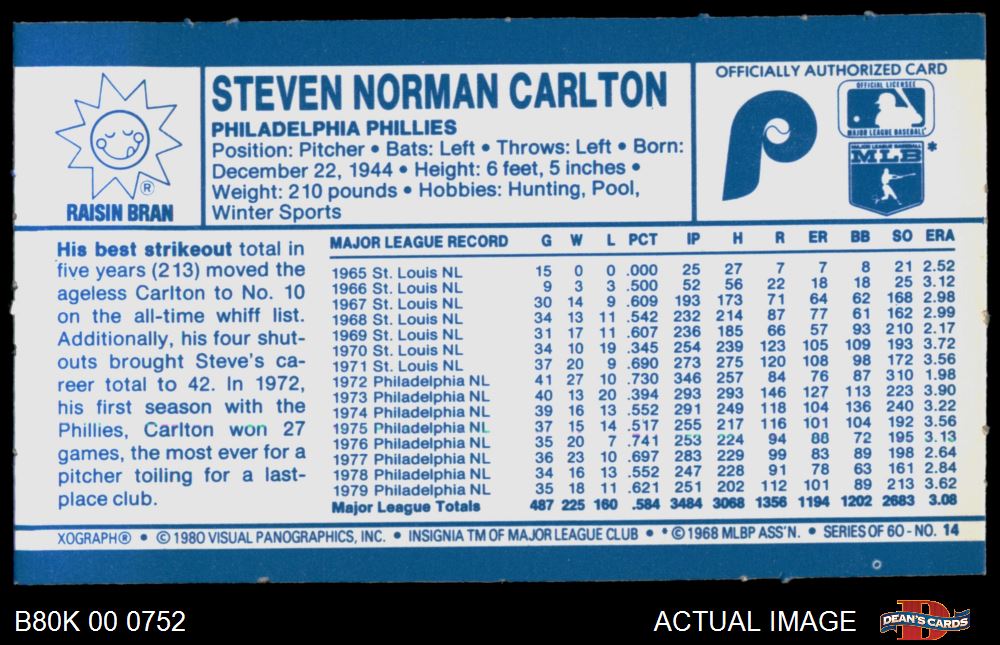 STEVEN NORMAN CARLTON
PHILADELPHIA PHILLIES
Position: Pitcher • Bats: Left • Throws: Left • Born:
December 22, 1944 • Height: 6 feet, 5 inches •
Weight: 210 pounds • Hobbies: Hunting, Pool,
Winter Sports
®
RAISIN BRAN
OFFICIALLY AUTHORIZED CARD
P
OFFICIAL LICENSEE
MAJOR LEAGUE BASEBALL
MAJOR LEAGUE BASEBALL
MLB *
His best strikeout total in
five years (213) moved the
ageless Carlton to No. 10
on the all-time whiff list.
Additionally, his four shut-
outs brought Steve's ca-
reer total to 42. In 1972,
his first season with the
Phillies, Carlton won 27
games, the most ever for a
pitcher toiling for a last-
place club.
MAJOR LEAGUE RECORD G W L PCT IP H R ER BB SO ERA
1965 St. Louis NL 15 0 0 .000 25 27 7 7 8 21 2.52
1966 St. Louis NL 9 3 3 .500 52 56 22 18 18 25 3.12
1967 St. Louis NL 30 14 9 .609 193 173 71 64 62 168 2.98
1968 St. Louis NL 34 13 11 .542 232 214 87 77 61 162 2.99
1969 St. Louis NL 31 17 11 .607 236 185 66 57 93 210 2.17
1970 St. Louis NL 34 10 19 .345 254 239 123 105 109 193 3.72
1971 St. Louis NL 37 20 9 .690 273 275 120 108 98 172 3.56
1972 Philadelphia NL 41 27 10 .730 346 257 84 76 87 310 1.98
1973 Philadelphia NL 40 13 20 .394 293 293 146 127 113 223 3.90
1974 Philadelphia NL 39 16 13 .552 291 249 118 104 136 240 3.22
1975 Philadelphia NL 37 15 14 .517 255 217 116 101 104 192 3.56
1976 Philadelphia NL 35 20 7 .741 253 224 94 88 72 195 3.13
1977 Philadelphia NL 36 23 10 .697 283 229 99 83 89 198 2.64
1978 Philadelphia NL 34 16 13 .552 247 228 91 78 63 161 2.84
1979 Philadelphia NL 35 18 11 .621 251 202 112 101 89 213 3.62
Major League Totals 487 225 160 .584 3484 3068 1356 1194 1202 2683 3.08
XOGRAPH® • © 1980 VISUAL PANOGRAPHICS, INC. • INSIGNIA TM OF MAJOR LEAGUE CLUB • * © 1968 MLBP ASS'N. • SERIES OF 60 - NO. 14
B80K 00 0752
ACTUAL IMAGE
D
DEAN'S CARDS